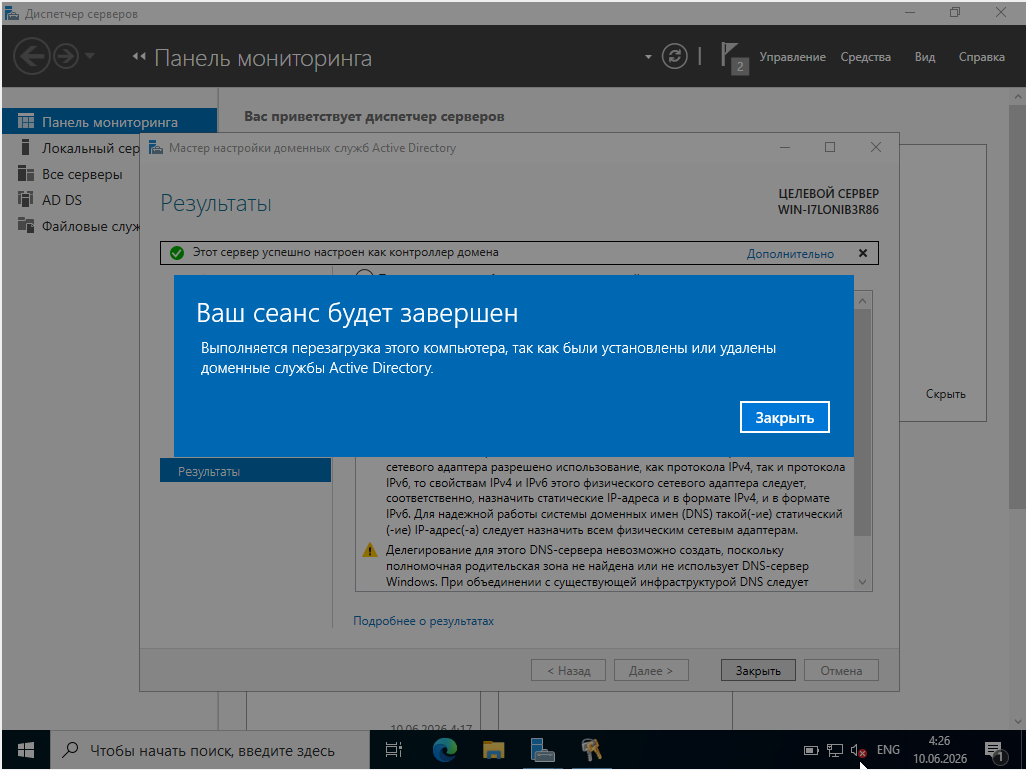 Диспетчер серверов
Панель мониторинга
2
Управление
Средства
Вид
Справка
Панель мониторинга
Локальный сер
Все серверы
AD DS
Файловые служ
Вас приветствует диспетчер серверов
Мастер настройки доменных служб Active Directory
Результаты
ЦЕЛЕВОЙ СЕРВЕР
WIN-I7LONIB3R86
Этот сервер успешно настроен как контроллер домена
Дополнительно
Ваш сеанс будет завершен
Выполняется перезагрузка этого компьютера, так как были установлены или удалены
доменные службы Active Directory.
Закрыть
Скрыть
Результаты
сетевого адаптера разрешено использование, как протокола IPv4, так и протокола
IPv6, то свойствам IPv4 и IPv6 этого физического сетевого адаптера следует,
соответственно, назначить статические IP-адреса и в формате IPv4, и в формате
IPv6. Для надежной работы системы доменных имен (DNS) такой(-ие) статический
(-ие) IP-адрес(-а) следует назначить всем физическим сетевым адаптерам.
Делегирование для этого DNS-сервера невозможно создать, поскольку
полномочная родительская зона не найдена или не использует DNS-сервер
Windows. При объединении с существующей инфраструктурой DNS следует
Подробнее о результатах
< Назад
Далее >
Закрыть
Отмена
10.06.2026 4:17
Чтобы начать поиск, введите здесь
ENG
4:26
10.06.2026
1